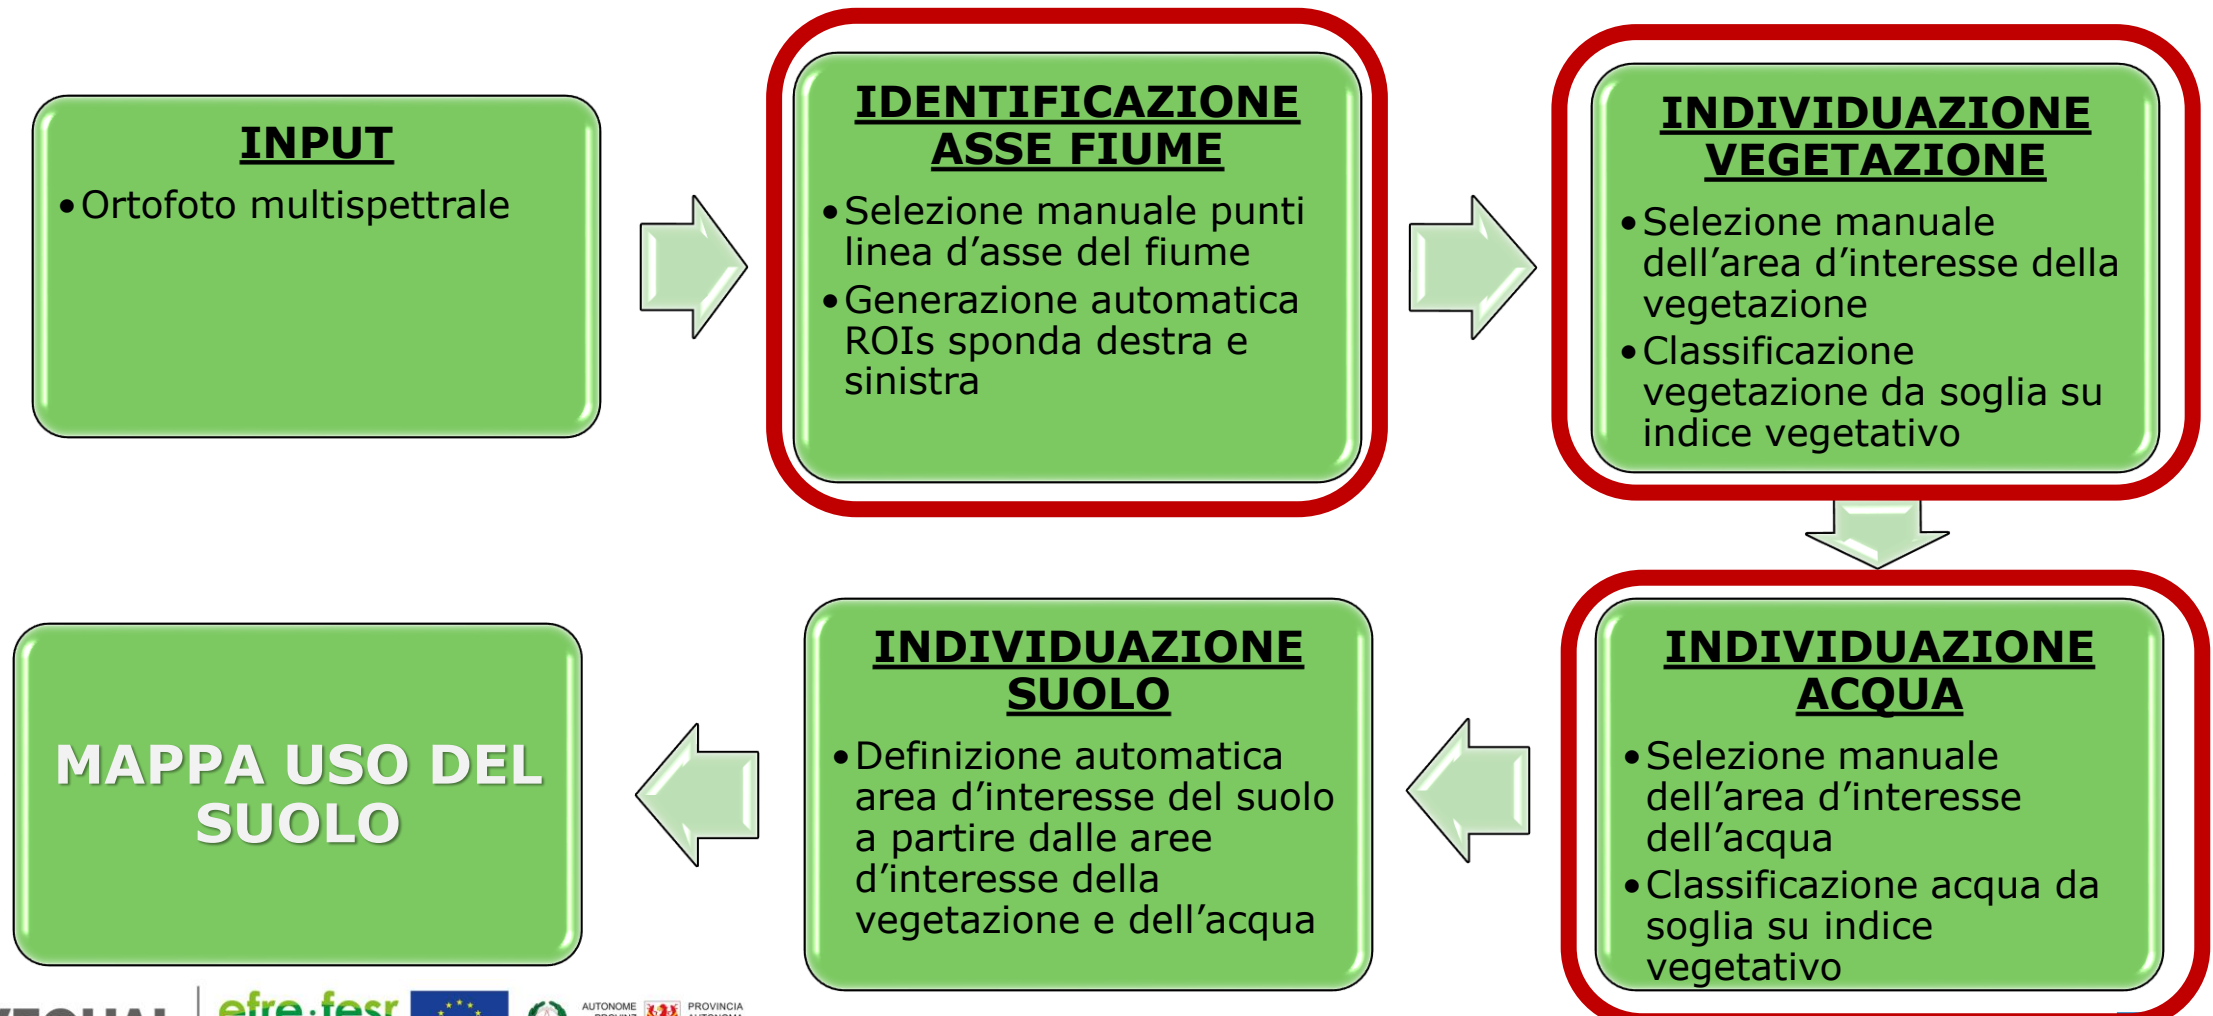 INPUT
•Ortofoto multispettrale
IDENTIFICAZIONE
ASSE FIUME
•Selezione manuale punti
linea d’asse del fiume
•Generazione automatica
ROIs sponda destra e
sinistra
INDIVIDUAZIONE
VEGETAZIONE
•Selezione manuale
dell’area d’interesse della
vegetazione
•Classificazione
vegetazione da soglia su
indice vegetativo
INDIVIDUAZIONE
ACQUA
•Selezione manuale
dell’area d’interesse
dell’acqua
•Classificazione acqua da
soglia su indice
vegetativo
INDIVIDUAZIONE
SUOLO
•Definizione automatica
area d’interesse del suolo
a partire dalle aree
d’interesse della
vegetazione e dell’acqua
MAPPA USO DEL
SUOLO
efre·fesr
AUTONOME
PROVINCIA